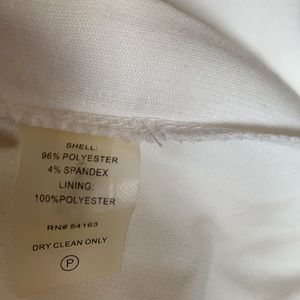 SHELL:
96% POLYESTER
4% SPANDEX
LINING:
100%POLYESTER
RN# 54163
DRY CLEAN ONLY
P